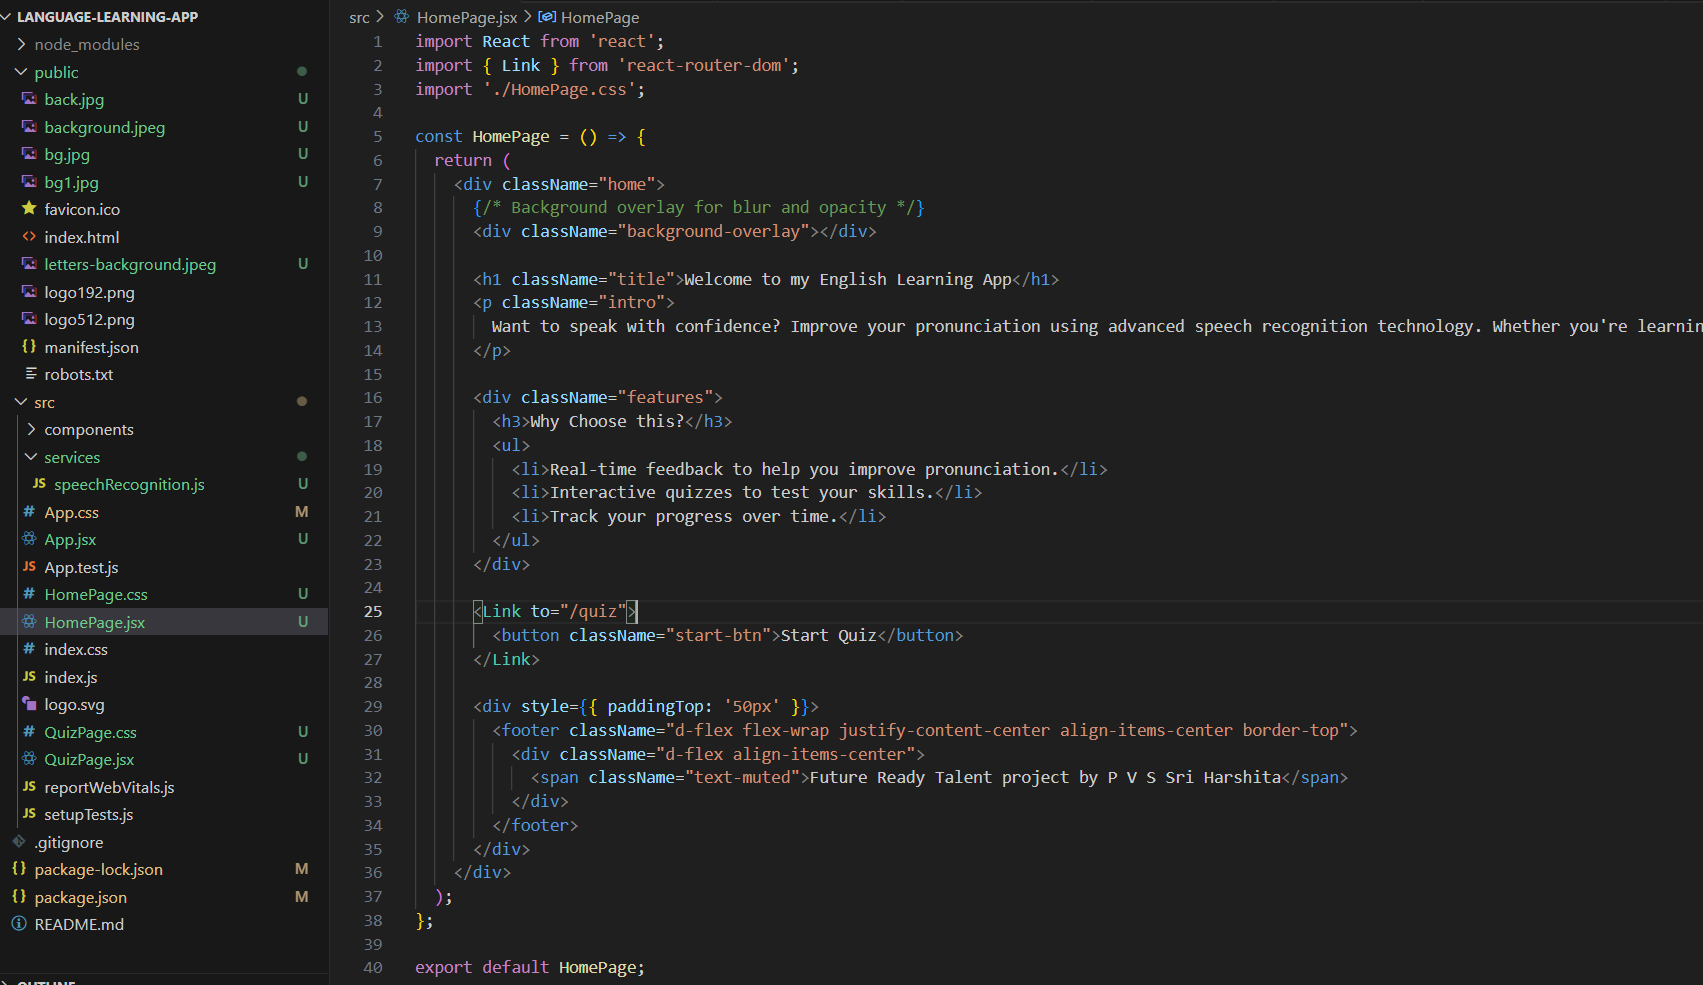 LANGUAGE-LEARNING-APP
node_modules
public
back.jpg U
background.jpeg U
bg.jpg U
bg1.jpg U
favicon.ico
index.html
letters-background.jpeg U
logo192.png
logo512.png
manifest.json
robots.txt
src
components
services
JS speechRecognition.js U
# App.css M
App.jsx U
JS App.test.js
# HomePage.css U
HomePage.jsx U
# index.css
JS index.js
logo.svg
# QuizPage.css U
QuizPage.jsx U
JS reportWebVitals.js
JS setupTests.js
.gitignore
{} package-lock.json M
{} package.json M
README.md
OUTLINE
src > HomePage.jsx > HomePage
1 import React from 'react';
2 import { Link } from 'react-router-dom';
3 import './HomePage.css';
4
5 const HomePage = () => {
6 return (
7 <div className="home">
8 {/* Background overlay for blur and opacity */}
9 <div className="background-overlay"></div>
10
11 <h1 className="title">Welcome to my English Learning App</h1>
12 <p className="intro">
13 Want to speak with confidence? Improve your pronunciation using advanced speech recognition technology. Whether you're learnin
14 </p>
15
16 <div className="features">
17 <h3>Why Choose this?</h3>
18 <ul>
19 <li>Real-time feedback to help you improve pronunciation.</li>
20 <li>Interactive quizzes to test your skills.</li>
21 <li>Track your progress over time.</li>
22 </ul>
23 </div>
24
25 <Link to="/quiz">
26 <button className="start-btn">Start Quiz</button>
27 </Link>
28
29 <div style={{ paddingTop: '50px' }}>
30 <footer className="d-flex flex-wrap justify-content-center align-items-center border-top">
31 <div className="d-flex align-items-center">
32 <span className="text-muted">Future Ready Talent project by P V S Sri Harshita</span>
33 </div>
34 </footer>
35 </div>
36 </div>
37 );
38 };
39
40 export default HomePage;